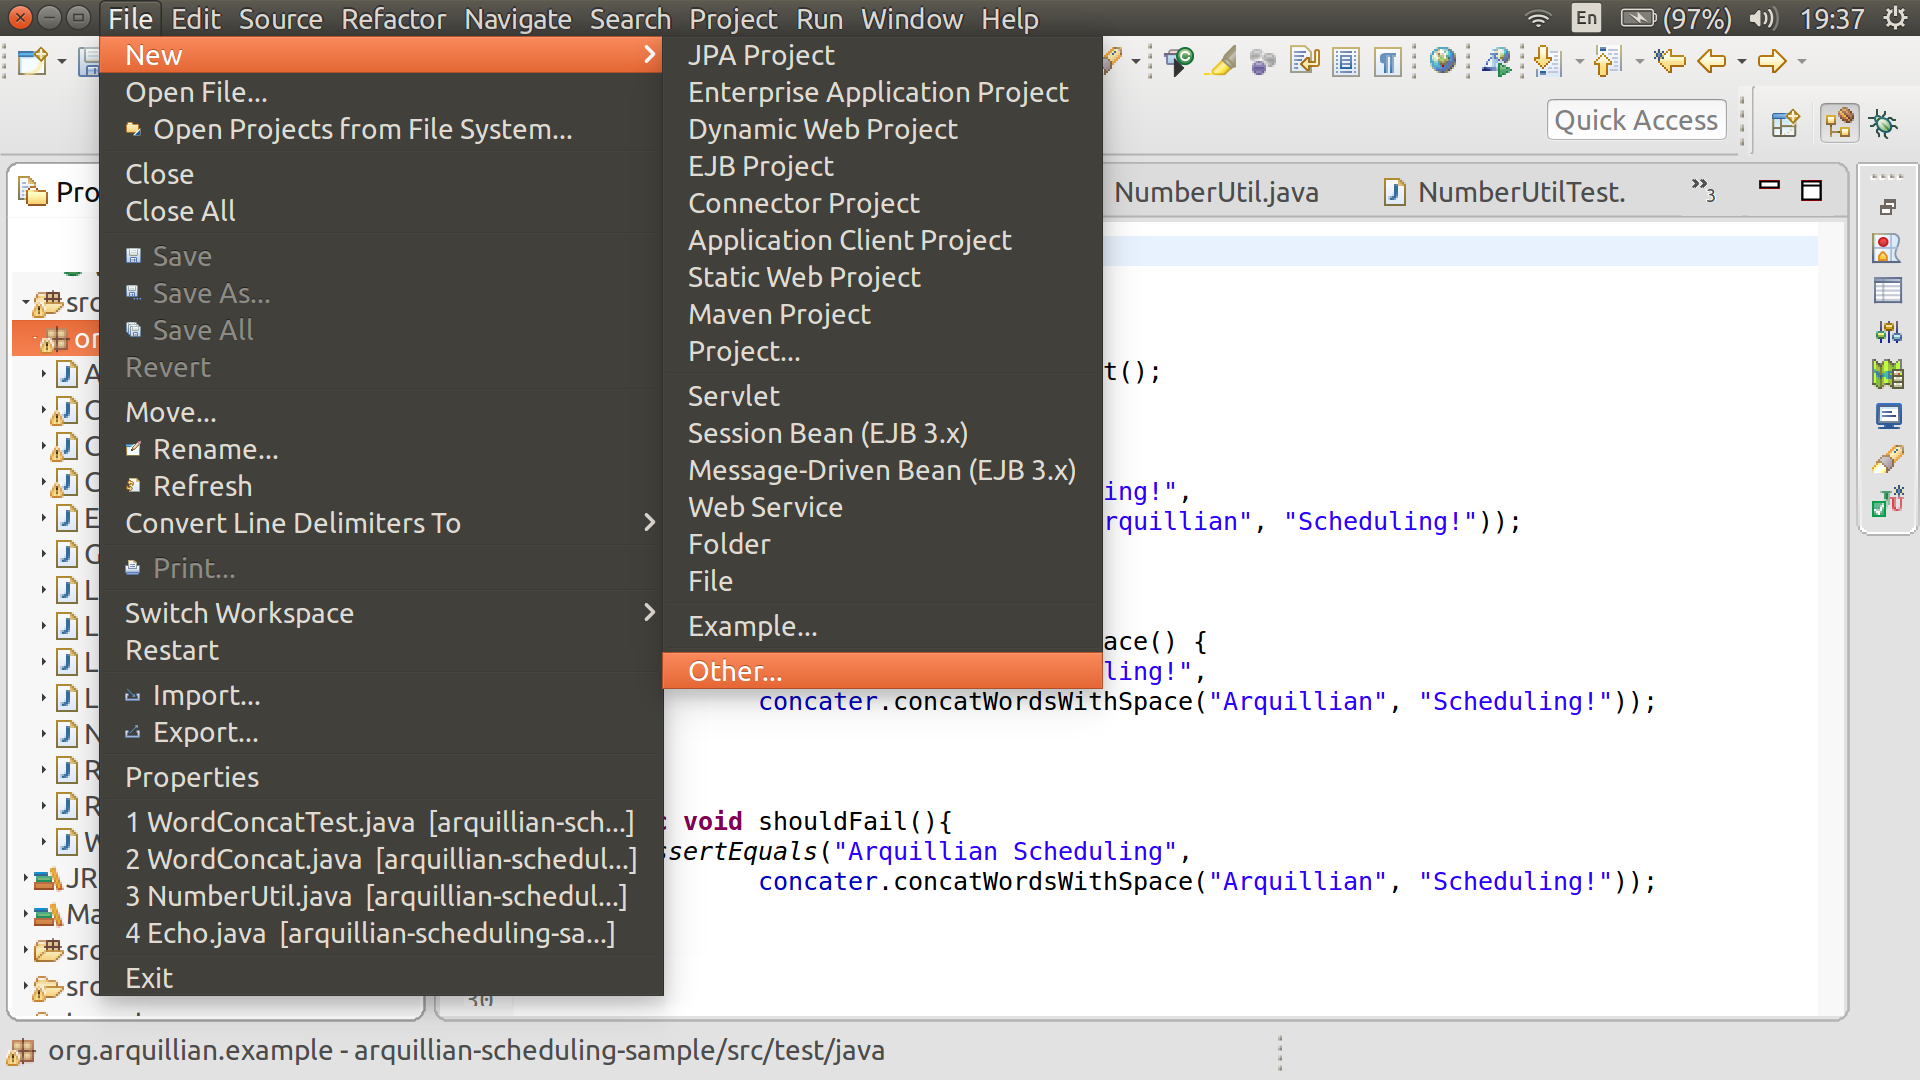 File Edit Source Refactor Navigate Search Project Run Window Help En (97%) 19:37
New
Open File...
Open Projects from File System...
Close
Close All
Save
Save As...
Save All
Revert
Move...
Rename...
Refresh
Convert Line Delimiters To
Print...
Switch Workspace
Restart
Import...
Export...
Properties
1 WordConcatTest.java [arquillian-sch...]
2 WordConcat.java [arquillian-schedul...]
3 NumberUtil.java [arquillian-schedul...]
4 Echo.java [arquillian-scheduling-sa...]
Exit
JPA Project
Enterprise Application Project
Dynamic Web Project
EJB Project
Connector Project
Application Client Project
Static Web Project
Maven Project
Project...
Servlet
Session Bean (EJB 3.x)
Message-Driven Bean (EJB 3.x)
Web Service
Folder
File
Example...
Other...
Quick Access
Pro
src
or
A
C
C
C
E
G
L
L
L
L
N
R
R
W
JR
Ma
src
src
NumberUtil.java NumberUtilTest. »3
t();
ing!",
rquillian", "Scheduling!"));
ace() {
ling!",
concater.concatWordsWithSpace("Arquillian", "Scheduling!"));
c void shouldFail(){
ssertEquals("Arquillian Scheduling",
concater.concatWordsWithSpace("Arquillian", "Scheduling!"));
30
org.arquillian.example - arquillian-scheduling-sample/src/test/java